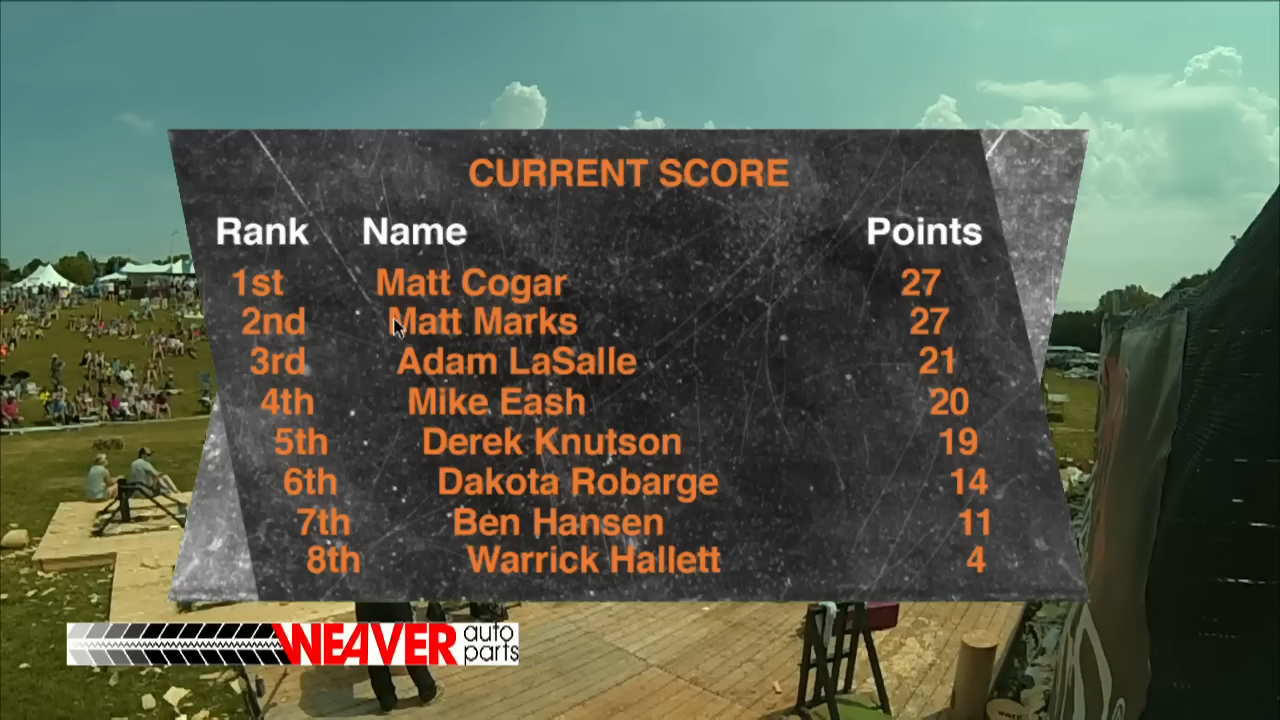 CURRENT SCORE
Rank Name Points
1st Matt Cogar 27
2nd Matt Marks 27
3rd Adam LaSalle 21
4th Mike Eash 20
5th Derek Knutson 19
6th Dakota Robarge 14
7th Ben Hansen 11
8th Warrick Hallett 4
WEAVER auto parts